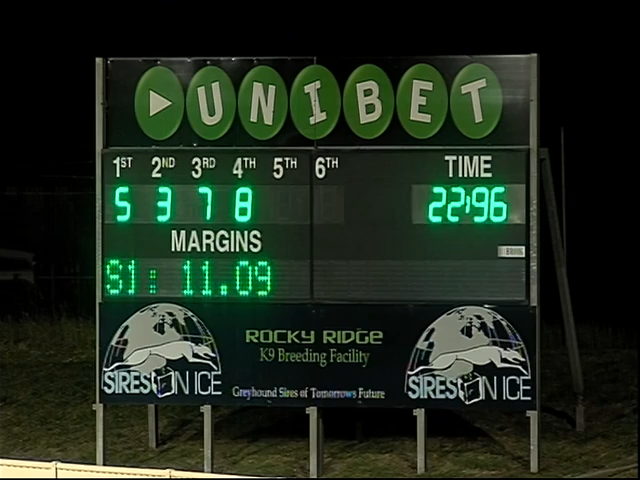 UNIBET
1ST 2ND 3RD 4TH 5TH 6TH TIME
5 3 7 8 22:96
MARGINS
S1: 11.09
ROCKY RIDGE
K9 Breeding Facility
SIRES ON ICE SIRES ON ICE
Greyhound Sires of Tomorrows Future